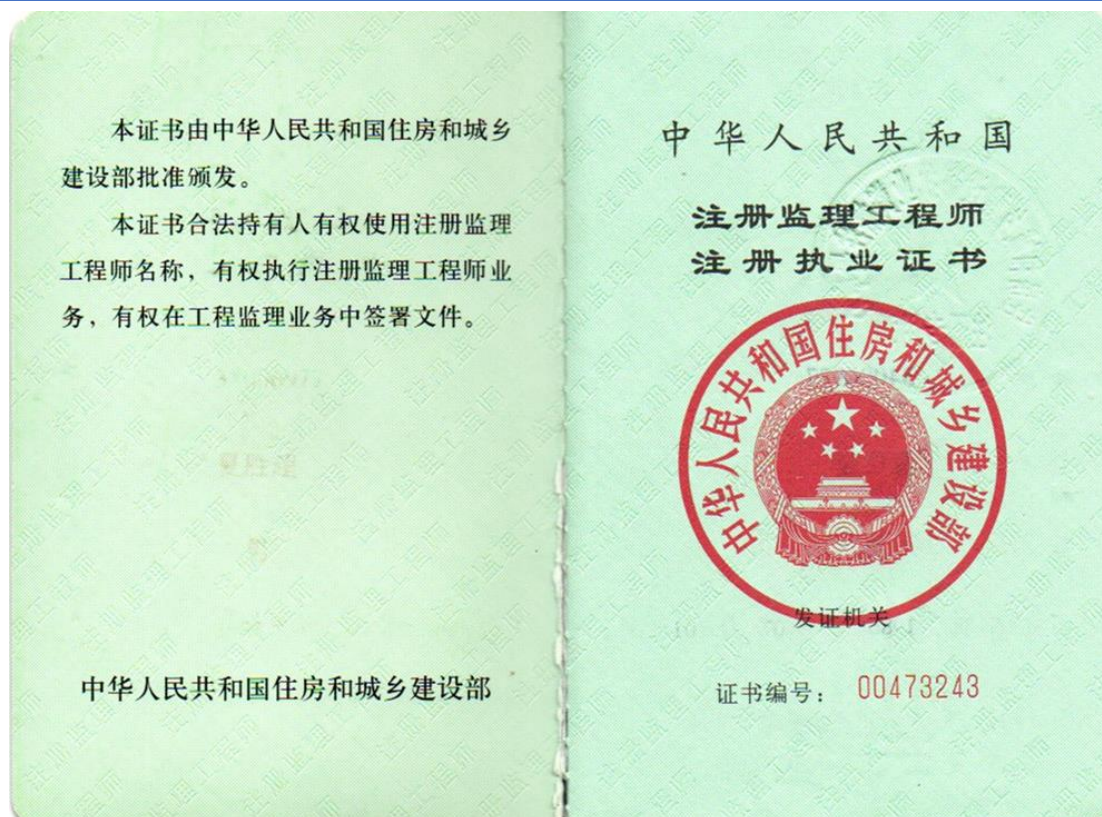 本证书由中华人民共和国住房和城乡
建设部批准颁发。
本证书合法持有人有权使用注册监理
工程师名称，有权执行注册监理工程师业
务，有权在工程监理业务中签署文件。
中华人民共和国住房和城乡建设部
中华人民共和国
注册监理工程师
注册执业证书
中华人民共和国住房和城乡建设部
发证机关
证书编号： 00473243